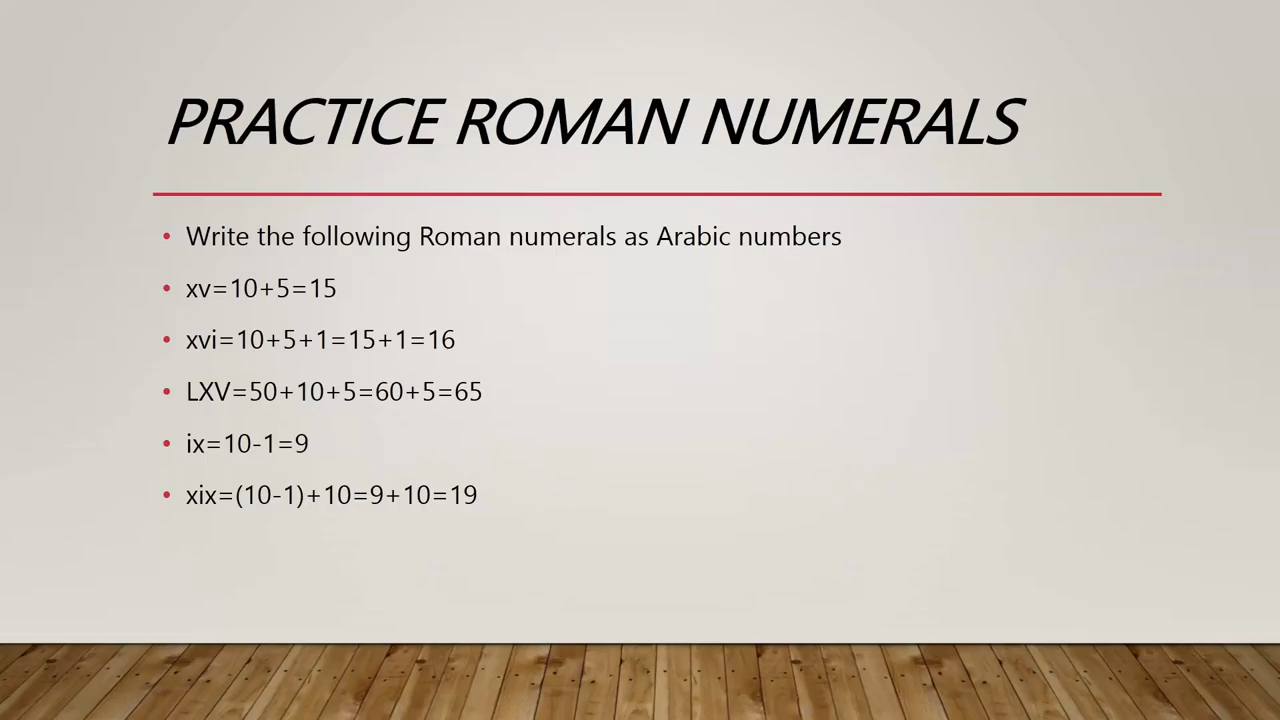 PRACTICE ROMAN NUMERALS
• Write the following Roman numerals as Arabic numbers
• xv=10+5=15
• xvi=10+5+1=15+1=16
• LXV=50+10+5=60+5=65
• ix=10-1=9
• xix=(10-1)+10=9+10=19